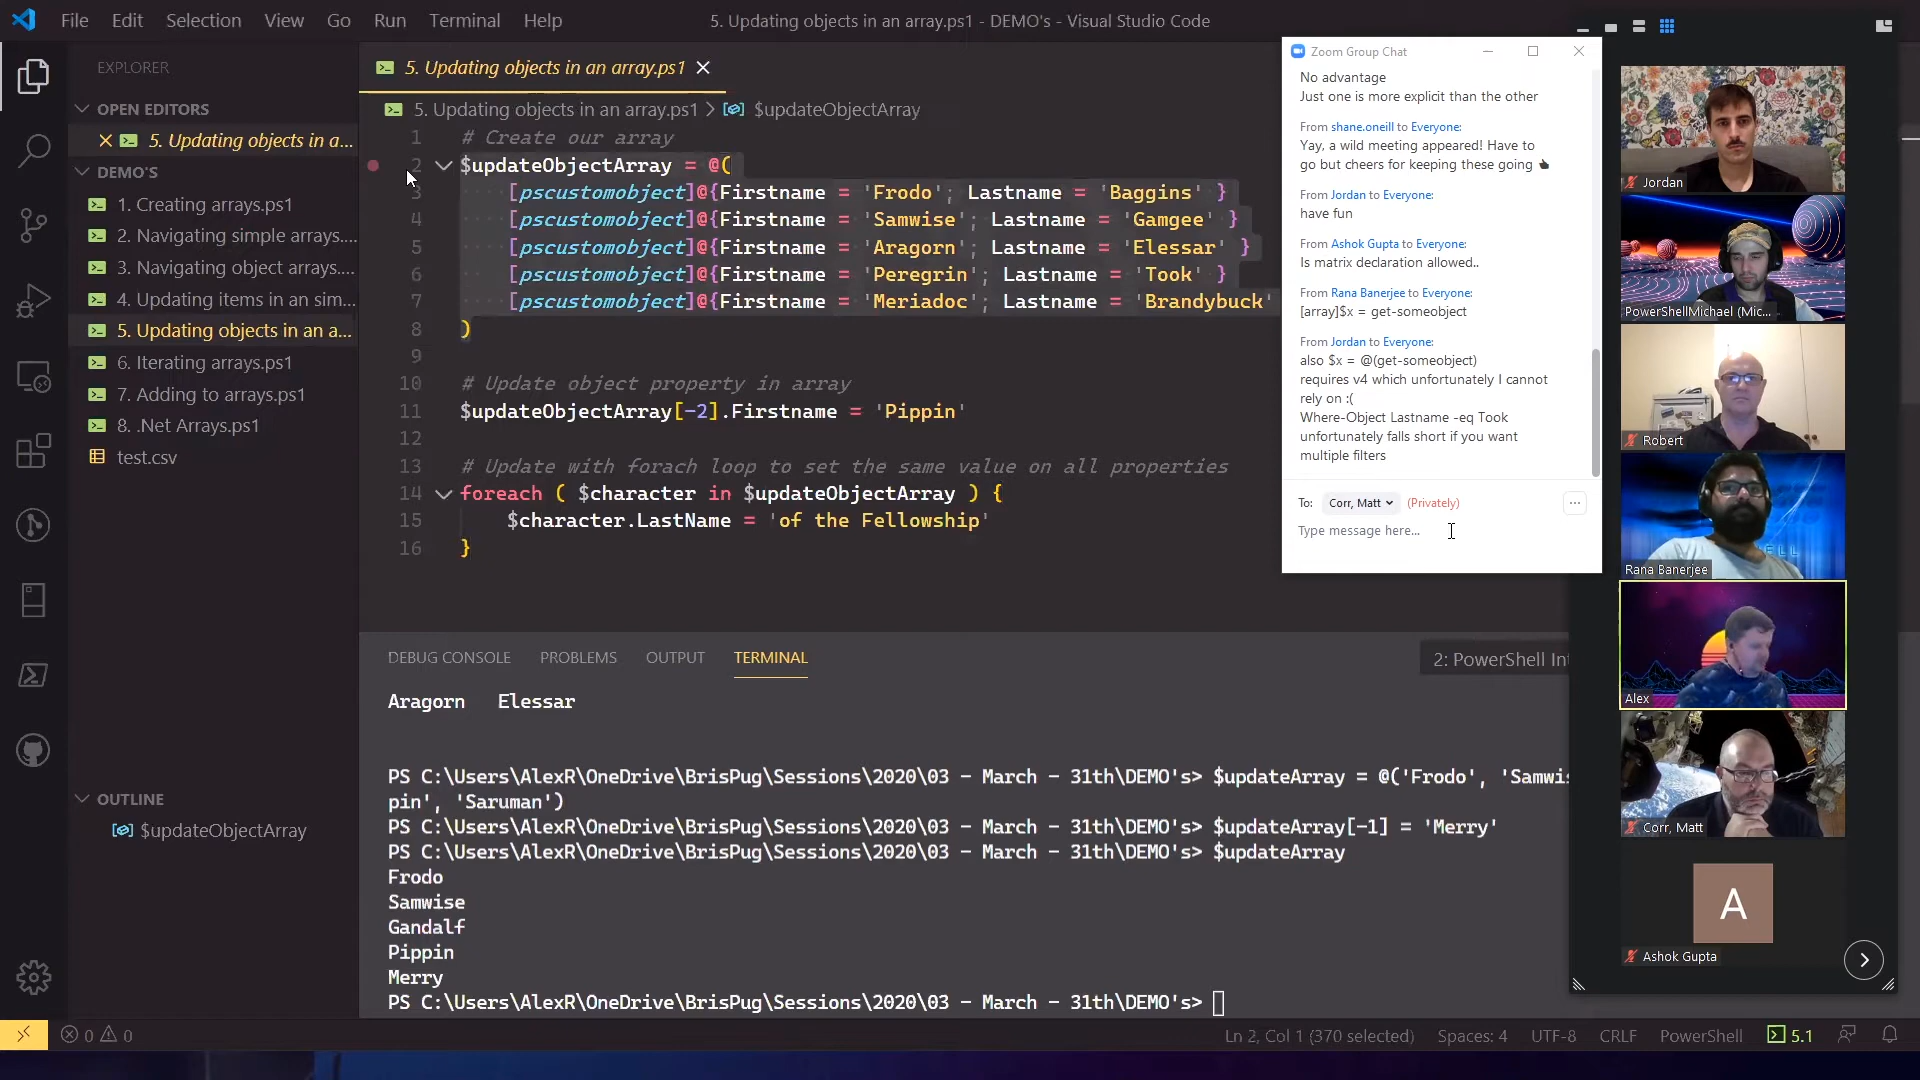 File Edit Selection View Go Run Terminal Help
5. Updating objects in an array.ps1 - DEMO's - Visual Studio Code
EXPLORER
OPEN EDITORS
5. Updating objects in a...
DEMO'S
1. Creating arrays.ps1
2. Navigating simple arrays....
3. Navigating object arrays....
4. Updating items in an sim...
5. Updating objects in an a...
6. Iterating arrays.ps1
7. Adding to arrays.ps1
8. .Net Arrays.ps1
test.csv
OUTLINE
$updateObjectArray
5. Updating objects in an array.ps1
5. Updating objects in an array.ps1 > $updateObjectArray
1 # Create our array
2 $updateObjectArray = @(
3 [pscustomobject]@{Firstname = 'Frodo'; Lastname = 'Baggins' }
4 [pscustomobject]@{Firstname = 'Samwise'; Lastname = 'Gamgee' }
5 [pscustomobject]@{Firstname = 'Aragorn'; Lastname = 'Elessar' }
6 [pscustomobject]@{Firstname = 'Peregrin'; Lastname = 'Took' }
7 [pscustomobject]@{Firstname = 'Meriadoc'; Lastname = 'Brandybuck'
8 )
9
10 # Update object property in array
11 $updateObjectArray[-2].Firstname = 'Pippin'
12
13 # Update with forach loop to set the same value on all properties
14 foreach ( $character in $updateObjectArray ) {
15 $character.LastName = 'of the Fellowship'
16 }
DEBUG CONSOLE PROBLEMS OUTPUT TERMINAL
2: PowerShell Int
Aragorn Elessar
PS C:\Users\AlexR\OneDrive\BrisPug\Sessions\2020\03 - March - 31th\DEMO's> $updateArray = @('Frodo', 'Samwis
pin', 'Saruman')
PS C:\Users\AlexR\OneDrive\BrisPug\Sessions\2020\03 - March - 31th\DEMO's> $updateArray[-1] = 'Merry'
PS C:\Users\AlexR\OneDrive\BrisPug\Sessions\2020\03 - March - 31th\DEMO's> $updateArray
Frodo
Samwise
Gandalf
Pippin
Merry
PS C:\Users\AlexR\OneDrive\BrisPug\Sessions\2020\03 - March - 31th\DEMO's>
0 0
Ln 2, Col 1 (370 selected) Spaces: 4 UTF-8 CRLF PowerShell 5.1
Zoom Group Chat
No advantage
Just one is more explicit than the other
From shane.oneill to Everyone:
Yay, a wild meeting appeared! Have to
go but cheers for keeping these going
From Jordan to Everyone:
have fun
From Ashok Gupta to Everyone:
Is matrix declaration allowed..
From Rana Banerjee to Everyone:
[array]$x = get-someobject
From Jordan to Everyone:
also $x = @(get-someobject)
requires v4 which unfortunately I cannot
rely on :(
Where-Object Lastname -eq Took
unfortunately falls short if you want
multiple filters
To: Corr, Matt (Privately)
Type message here...
Jordan
PowerShellMichael (Mic...
Robert
Rana Banerjee
Alex
Corr, Matt
A
Ashok Gupta